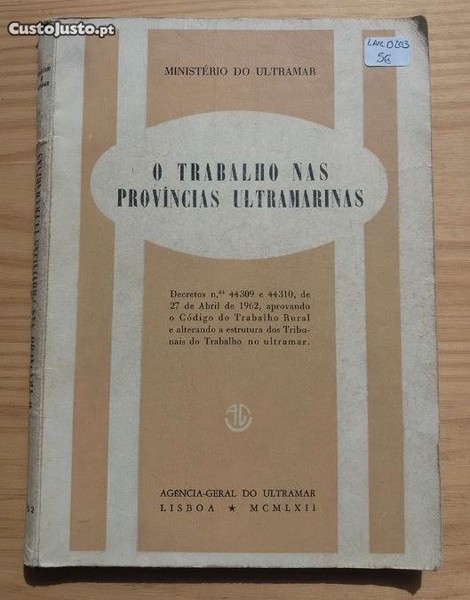 CustoJusto.pt
LAN.0203
5€
MINISTÉRIO DO ULTRAMAR
O TRABALHO NAS
PROVÍNCIAS ULTRAMARINAS
Decretos n.ºˢ 44309 e 44310, de
27 de Abril de 1962, aprovando
o Código do Trabalho Rural
e alterando a estrutura dos Tribu-
nais do Trabalho no ultramar.
AGÊNCIA-GERAL DO ULTRAMAR
LISBOA ★ MCMLXII